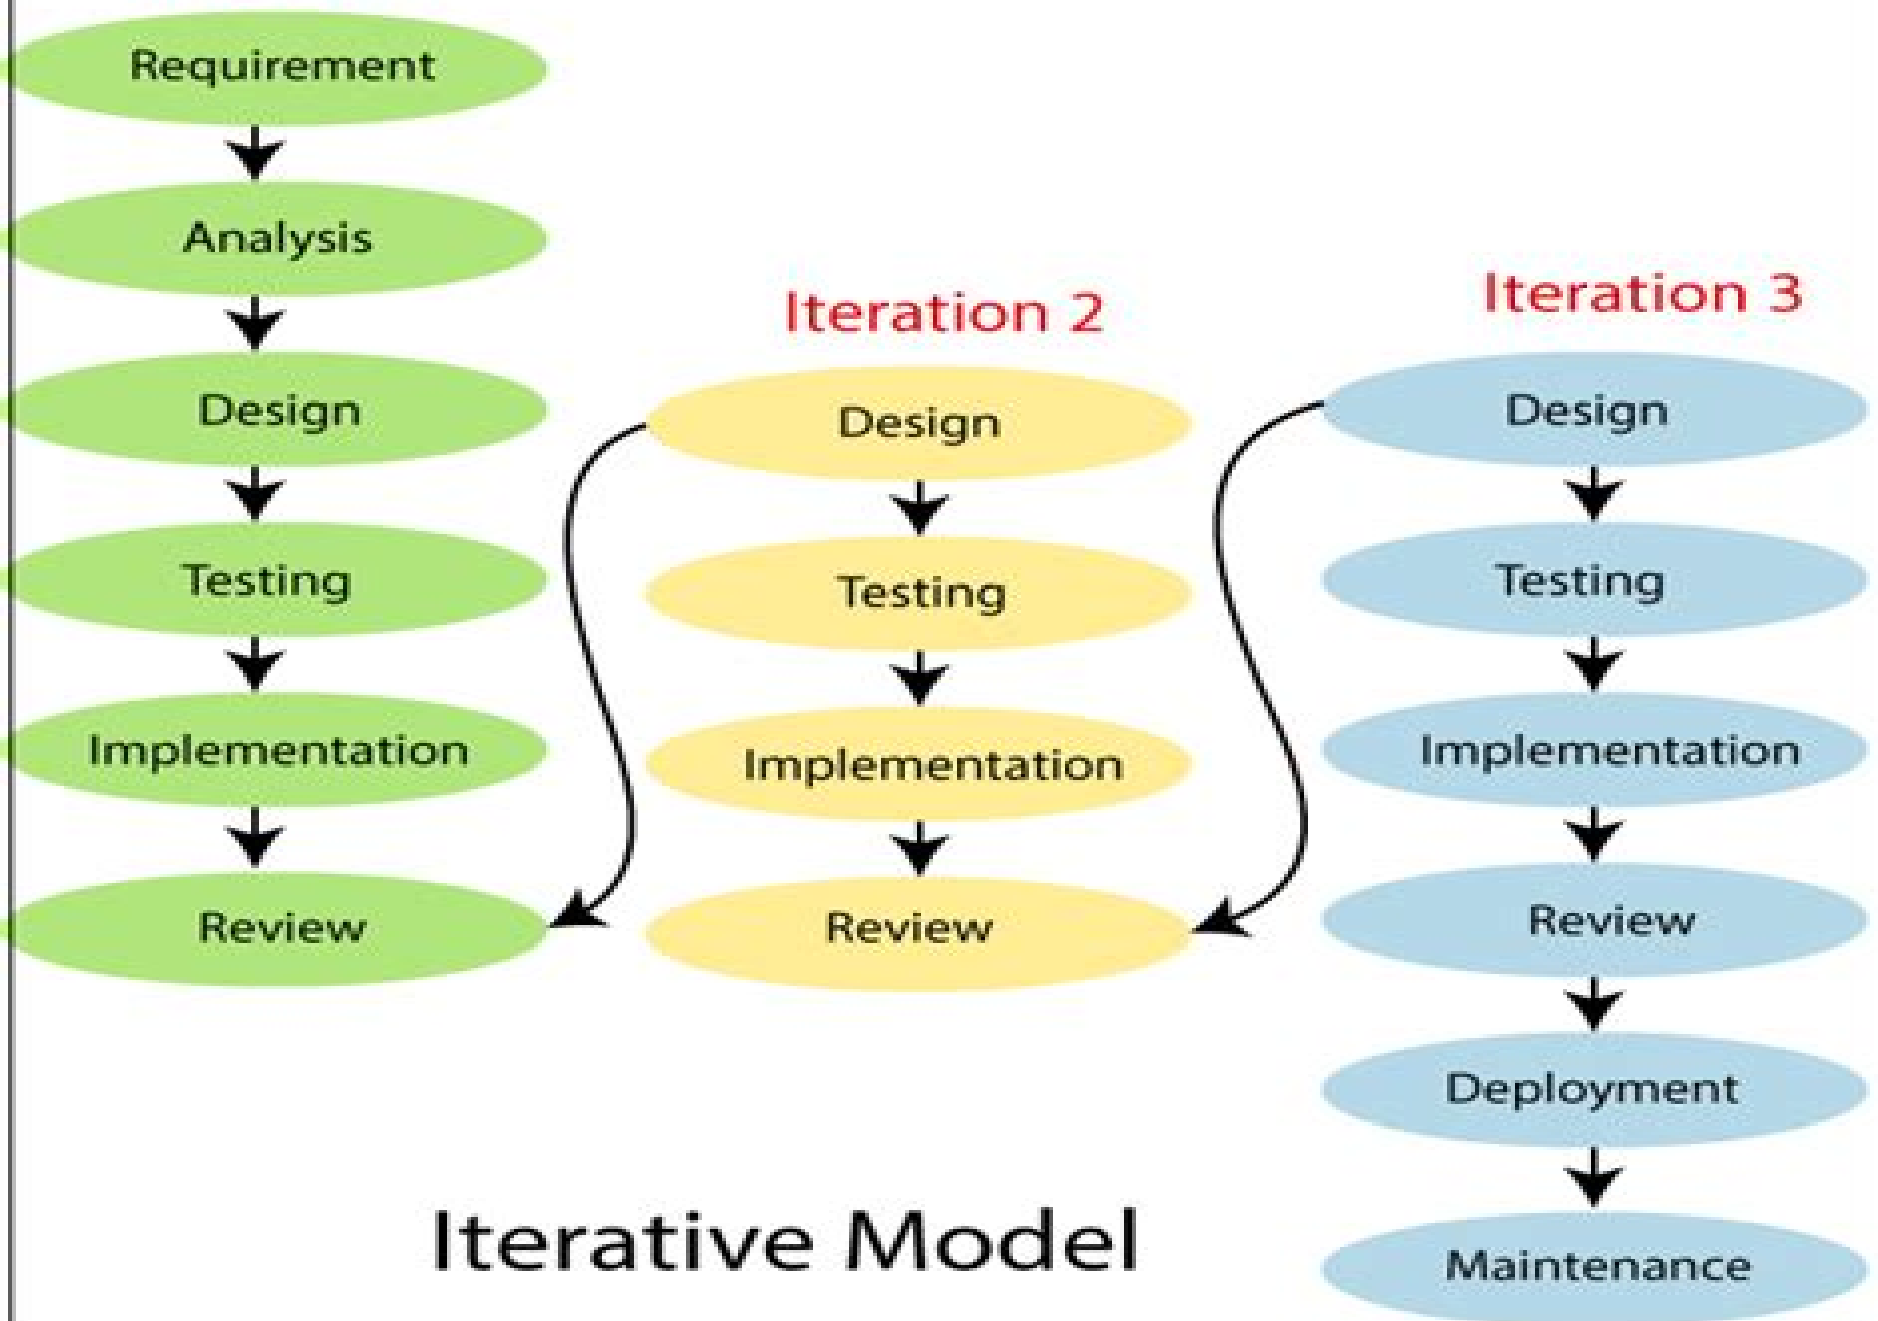 Requirement
Analysis
Design
Testing
Implementation
Review
Iteration 2
Design
Testing
Implementation
Review
Iteration 3
Design
Testing
Implementation
Review
Deployment
Maintenance
Iterative Model